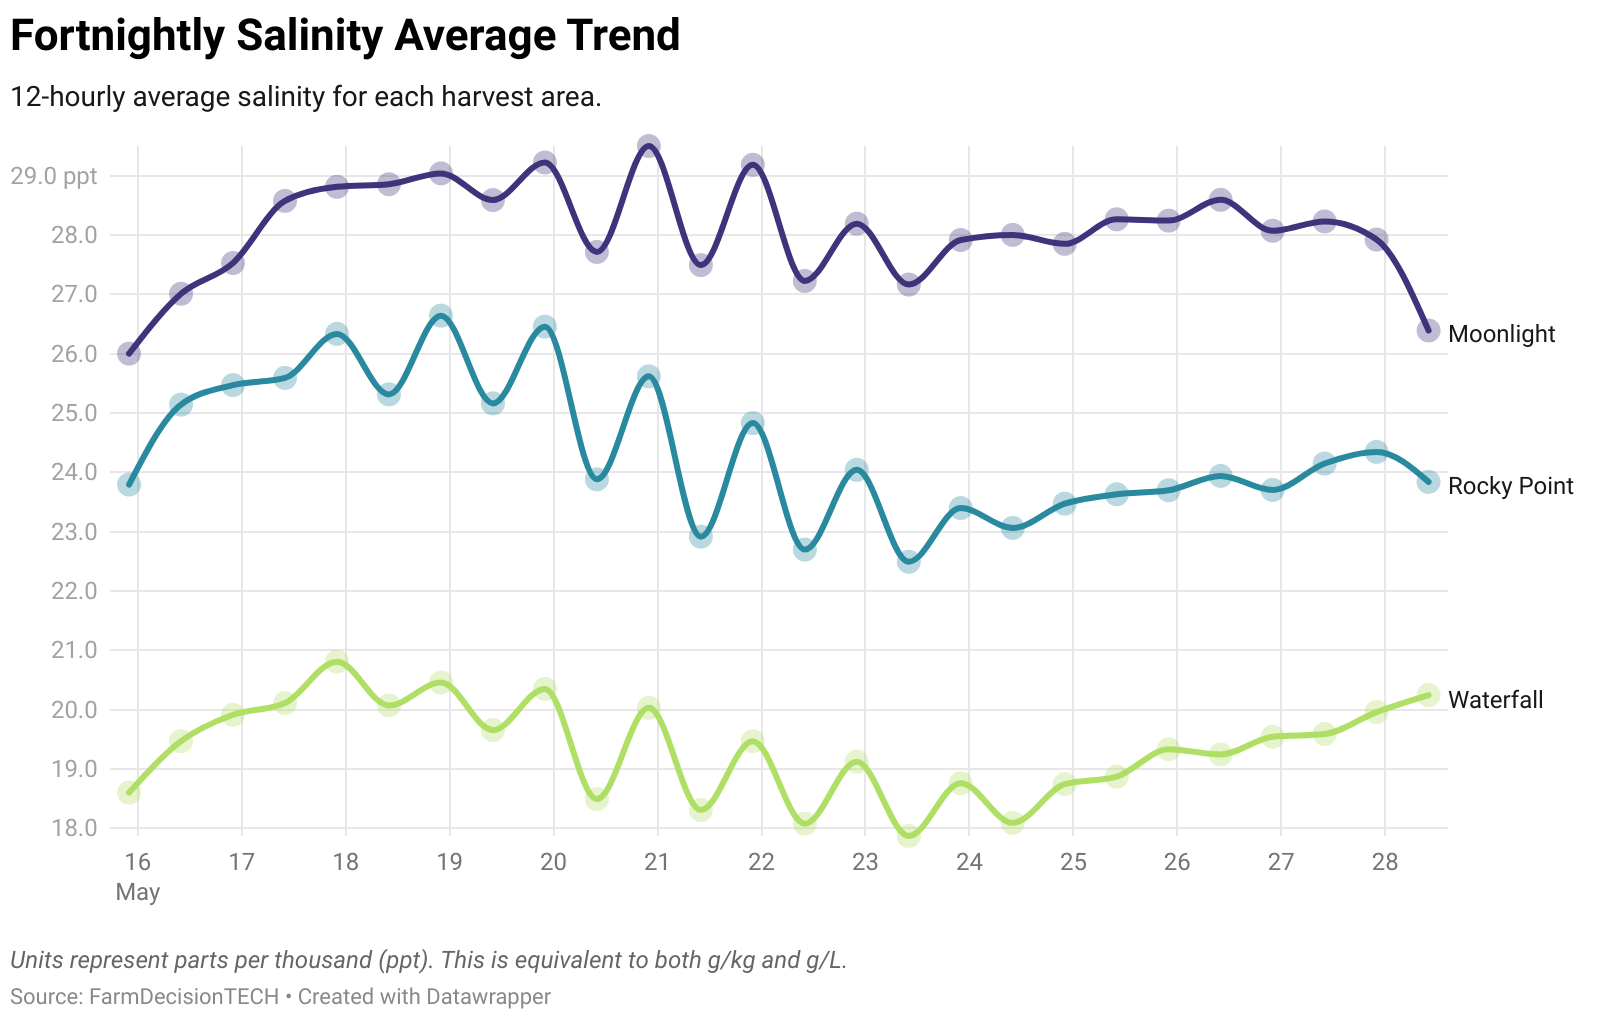 Fortnightly Salinity Average Trend
12-hourly average salinity for each harvest area.
29.0 ppt
28.0
27.0
26.0
25.0
24.0
23.0
22.0
21.0
20.0
19.0
18.0
Moonlight
Rocky Point
Waterfall
16 17 18 19 20 21 22 23 24 25 26 27 28
May
Units represent parts per thousand (ppt). This is equivalent to both g/kg and g/L.
Source: FarmDecisionTECH • Created with Datawrapper